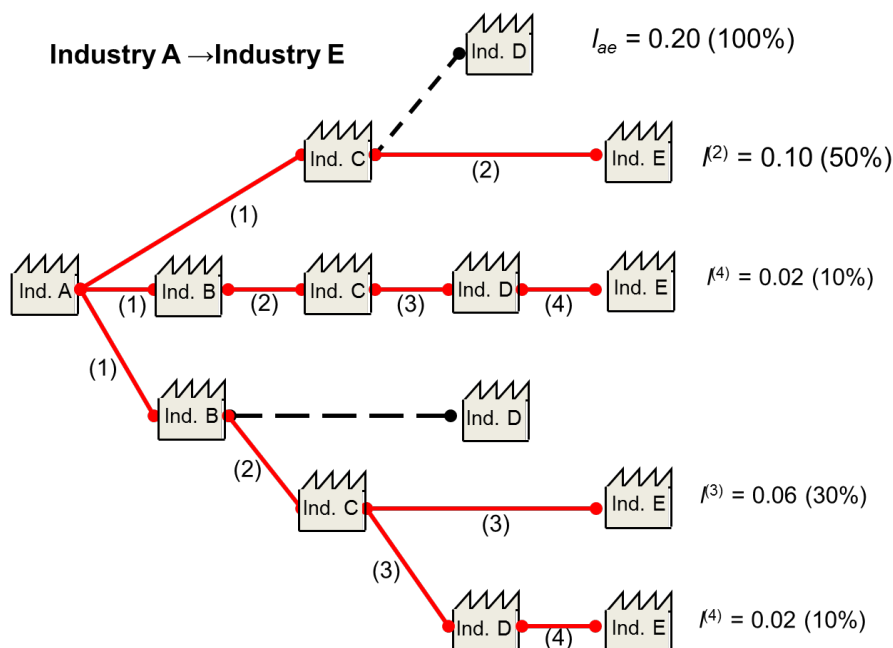 Industry A →Industry E
Ind. D
l_ae = 0.20 (100%)
Ind. C
(2)
Ind. E
l(2) = 0.10 (50%)
(1)
Ind. A
(1)
Ind. B
(2)
Ind. C
(3)
Ind. D
(4)
Ind. E
l(4) = 0.02 (10%)
(1)
Ind. B
Ind. D
(2)
Ind. C
(3)
Ind. E
l(3) = 0.06 (30%)
(3)
Ind. D
(4)
Ind. E
l(4) = 0.02 (10%)